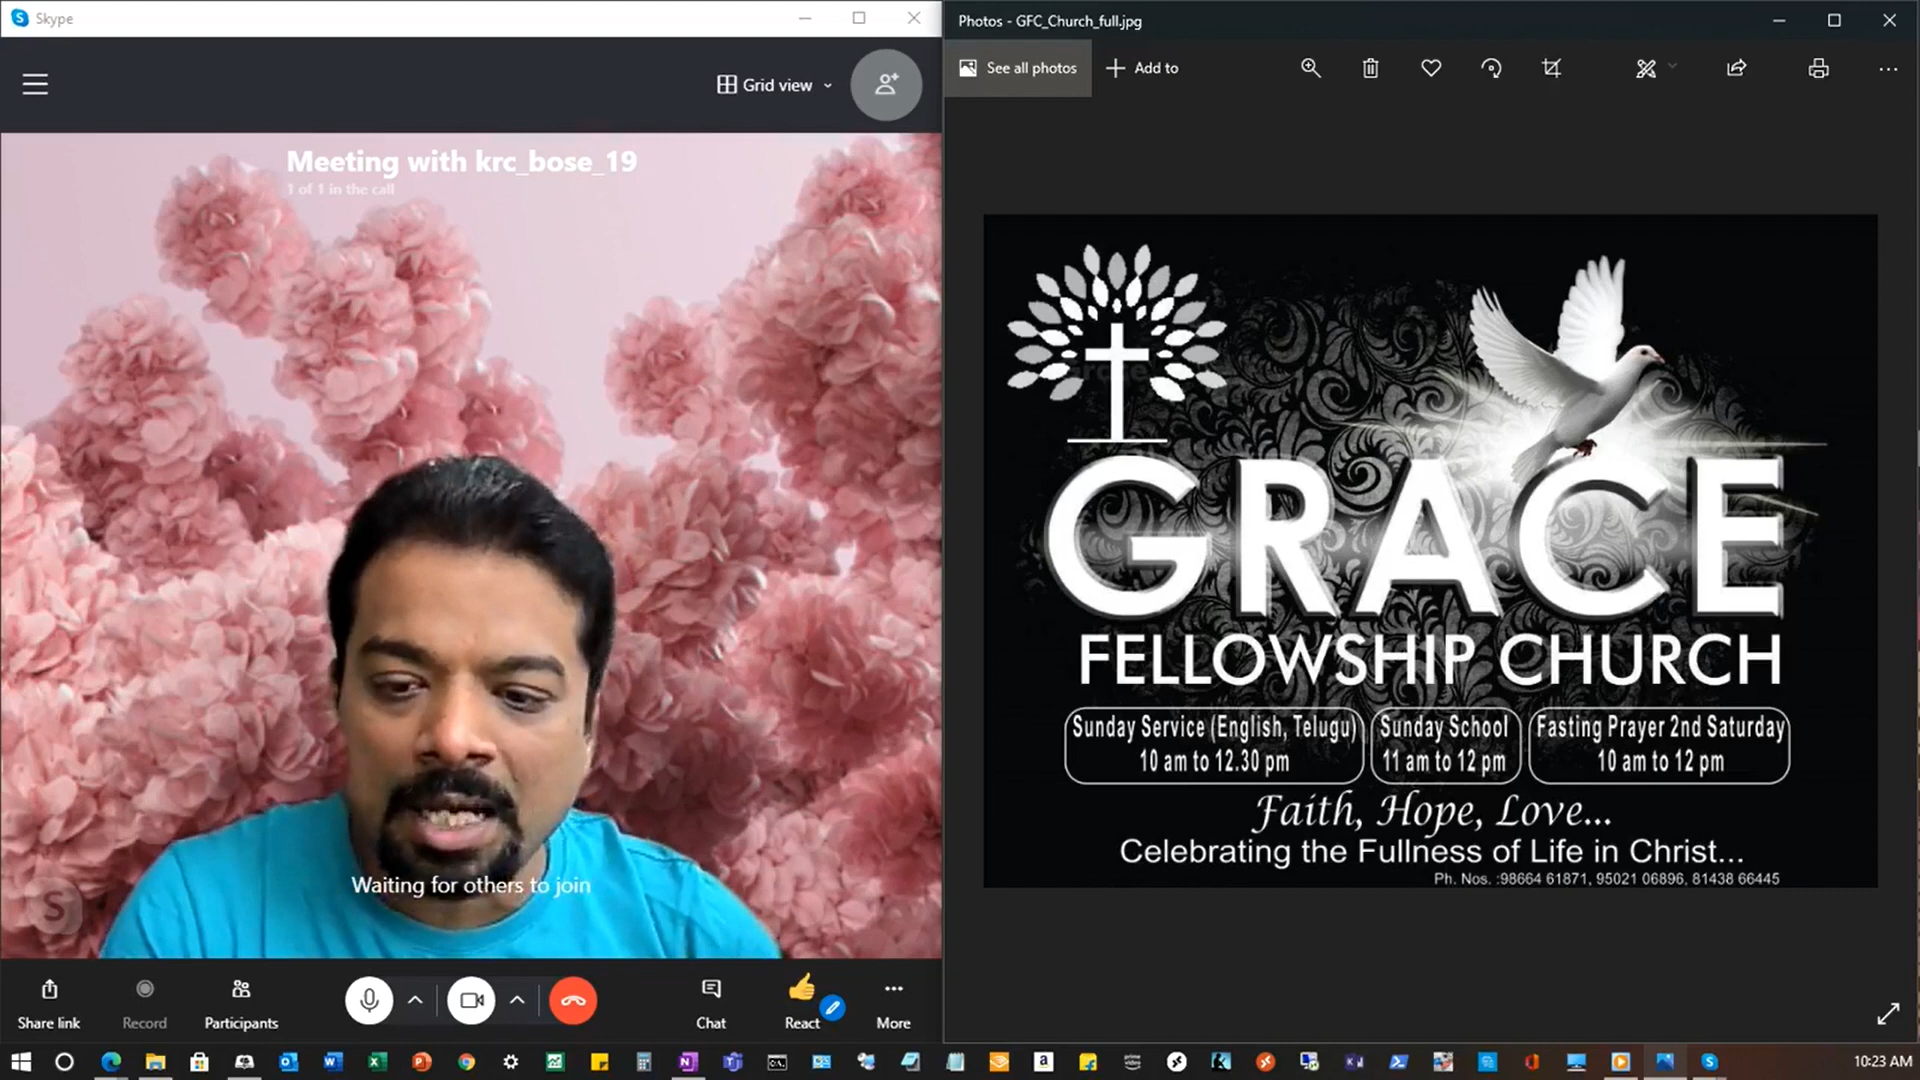 Skype
Grid view
Meeting with krc_bose_19
1 of 1 in the call
Waiting for others to join
Share link
Record
Participants
Chat
React
More
Photos - GFC_Church_full.jpg
See all photos
Add to
GRACE
FELLOWSHIP CHURCH
Sunday Service (English, Telugu)
10 am to 12.30 pm
Sunday School
11 am to 12 pm
Fasting Prayer 2nd Saturday
10 am to 12 pm
Faith, Hope, Love...
Celebrating the Fullness of Life in Christ...
Ph. Nos. :98664 61871, 95021 06896, 81438 66445
10:23 AM